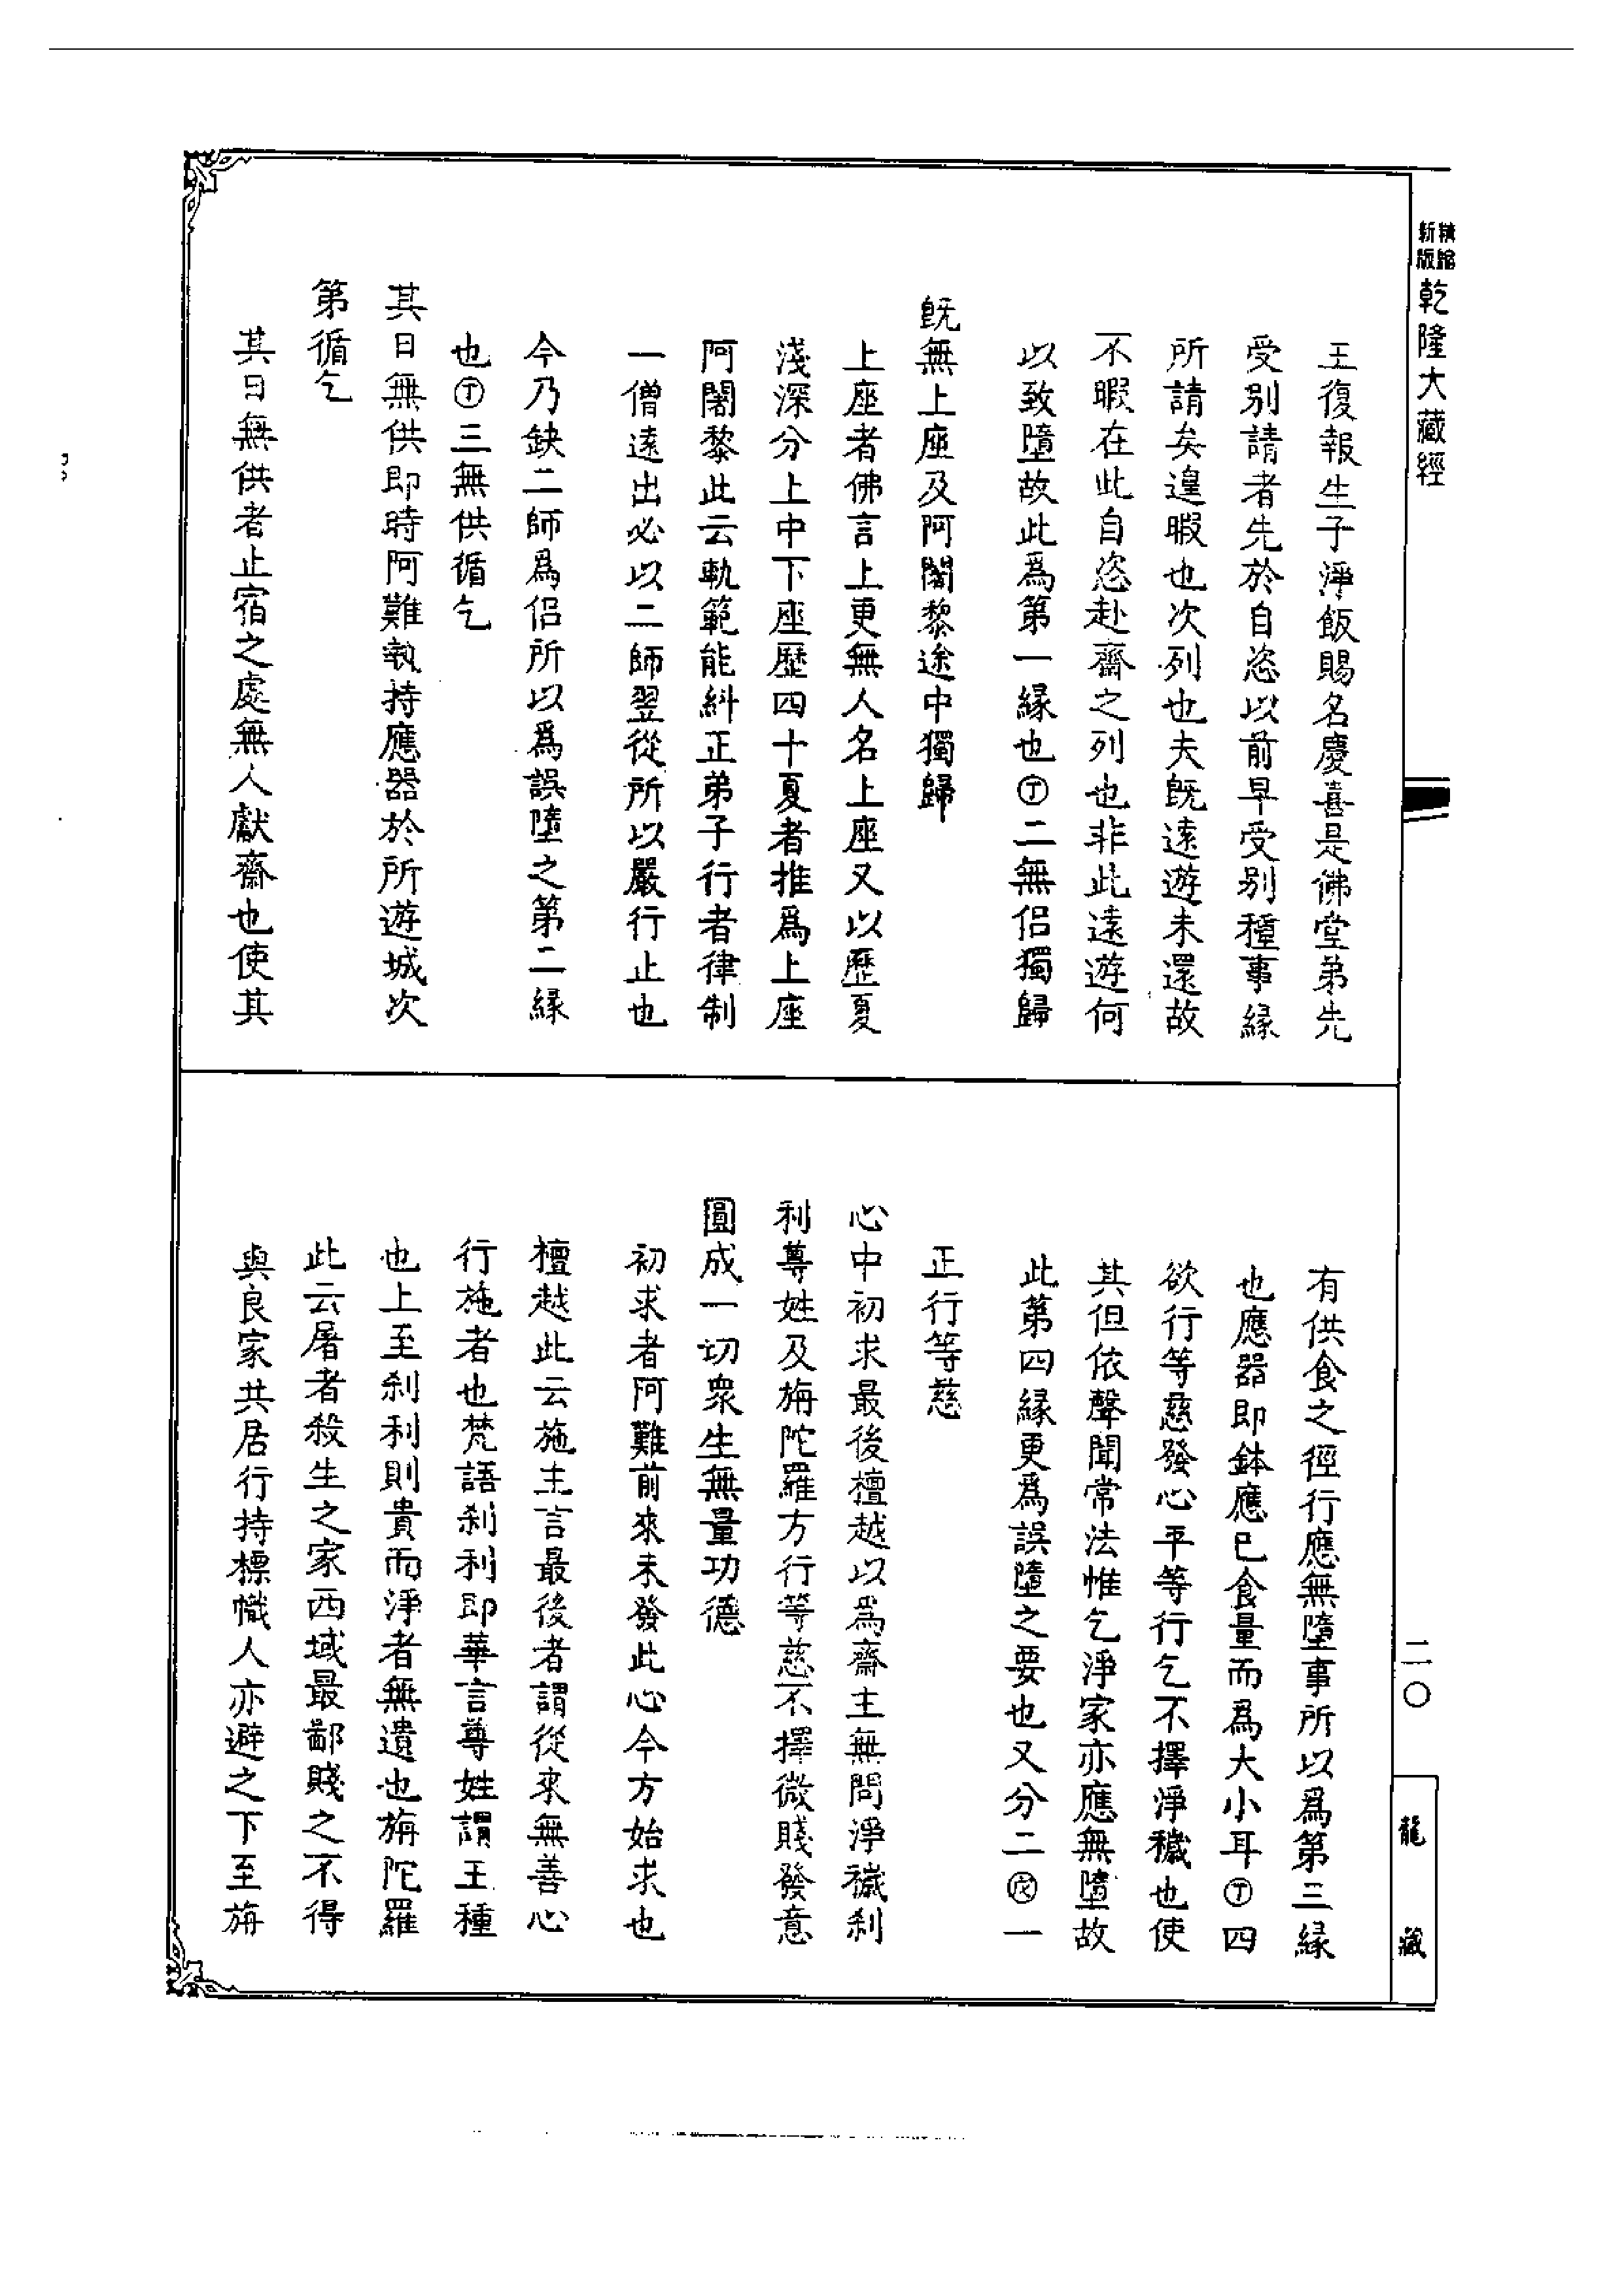 精縮新版
乾隆大藏經
王復報生子淨飯賜名慶喜是佛堂弟先
受別請者先於自恣以前早受別種事緣
所請矣遑暇也次列也夫既遠遊未還故
不暇在此自恣赴齋之列也非此遠遊何
以致墮故此為第一緣也㊀丁二無侶獨歸
既無上座及阿闍黎途中獨歸
上座者佛言上更無人名上座又以歷夏
淺深分上中下座歷四十夏者推為上座
阿闍黎此云軌範能糾正弟子行者律制
一僧遠出必以二師翌從所以嚴行止也
今乃缺二師為侶所以為誤墮之第二緣
也丁三無供循乞
其日無供即時阿難執持應器於所遊城次
第循乞
其日無供者止宿之處無人獻齋也使其
有供食之徑行應無墮事所以為第三緣
也應器即鉢應已食量而為大小耳丁四
欲行等慈發心平等行乞不擇淨穢也使
其但依聲聞常法惟乞淨家亦應無墮故
此第四緣更為誤墮之要也又分二戊一
正行等慈
心中初求最後檀越以為齋主無問淨穢剎
利尊姓及旃陀羅方行等慈不擇微賤發意
圓成一切眾生無量功德
初求者阿難前來未發此心今方始求也
檀越此云施主言最後者謂從來無善心
行施者也梵語剎利即華言尊姓謂王種
也上至剎利則貴而淨者無遺也旃陀羅
此云屠者殺生之家西域最鄙賤之不得
與良家共居行持標幟人亦避之下至旃
二〇
龍藏